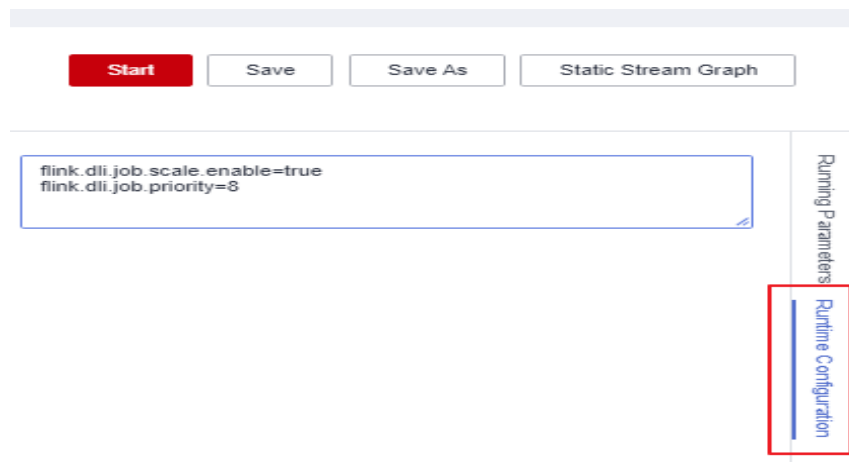 Start
Save
Save As
Static Stream Graph
flink.dli.job.scale.enable=true
flink.dli.job.priority=8
Running Parameters
Runtime Configuration